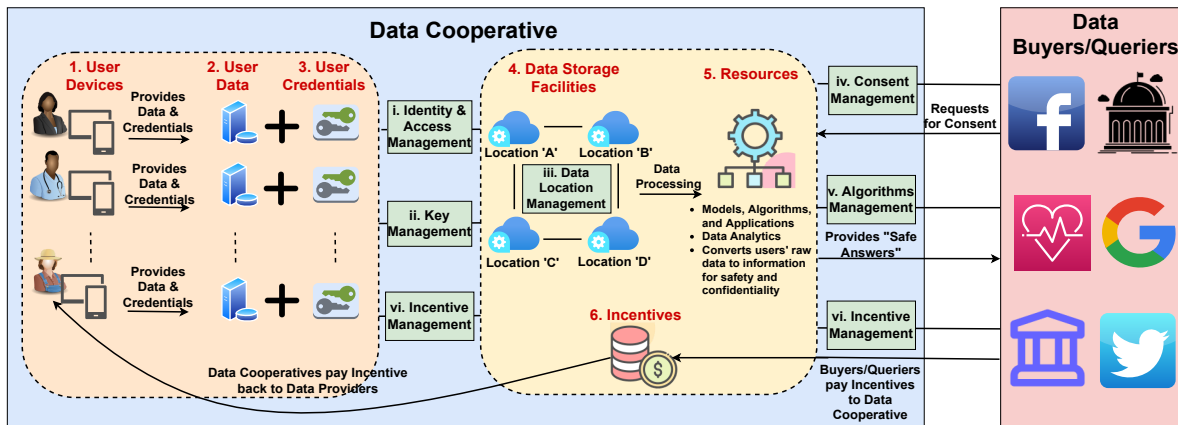 Data Cooperative
Data
Buyers/Queriers
1. User
Devices
2. User
Data
3. User
Credentials
Provides
Data &
Credentials
Provides
Data &
Credentials
Provides
Data &
Credentials
i. Identity &
Access
Management
ii. Key
Management
vi. Incentive
Management
4. Data Storage
Facilities
Location 'A'
Location 'B'
iii. Data
Location
Management
Location 'C'
Location 'D'
Data
Processing
5. Resources
• Models, Algorithms,
and Applications
• Data Analytics
• Converts users' raw
data to information
for safety and
confidentiality
6. Incentives
$
iv. Consent
Management
Requests
for Consent
v. Algorithms
Management
Provides "Safe
Answers"
vi. Incentive
Management
Buyers/Queriers
pay Incentives
to Data
Cooperative
Data Cooperatives pay Incentive
back to Data Providers
f
G